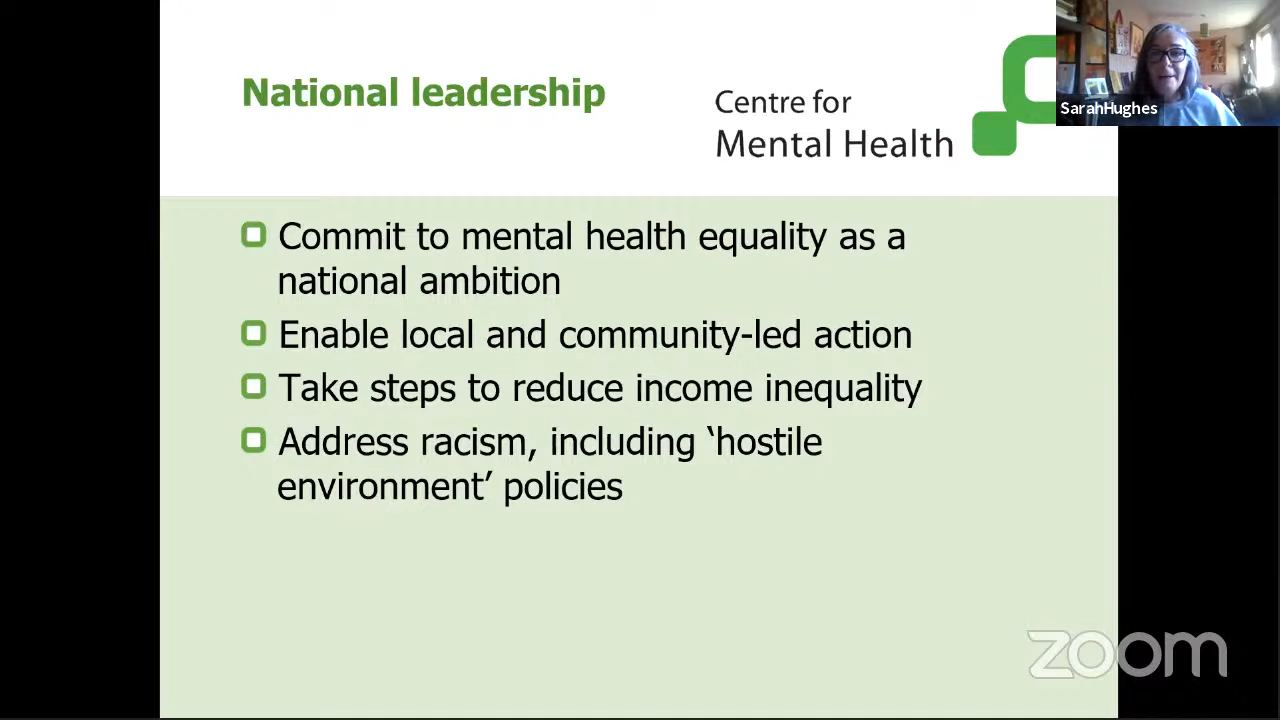 National leadership
Centre for
Mental Health
SarahHughes
Commit to mental health equality as a
national ambition
Enable local and community-led action
Take steps to reduce income inequality
Address racism, including ‘hostile
environment’ policies
zoom